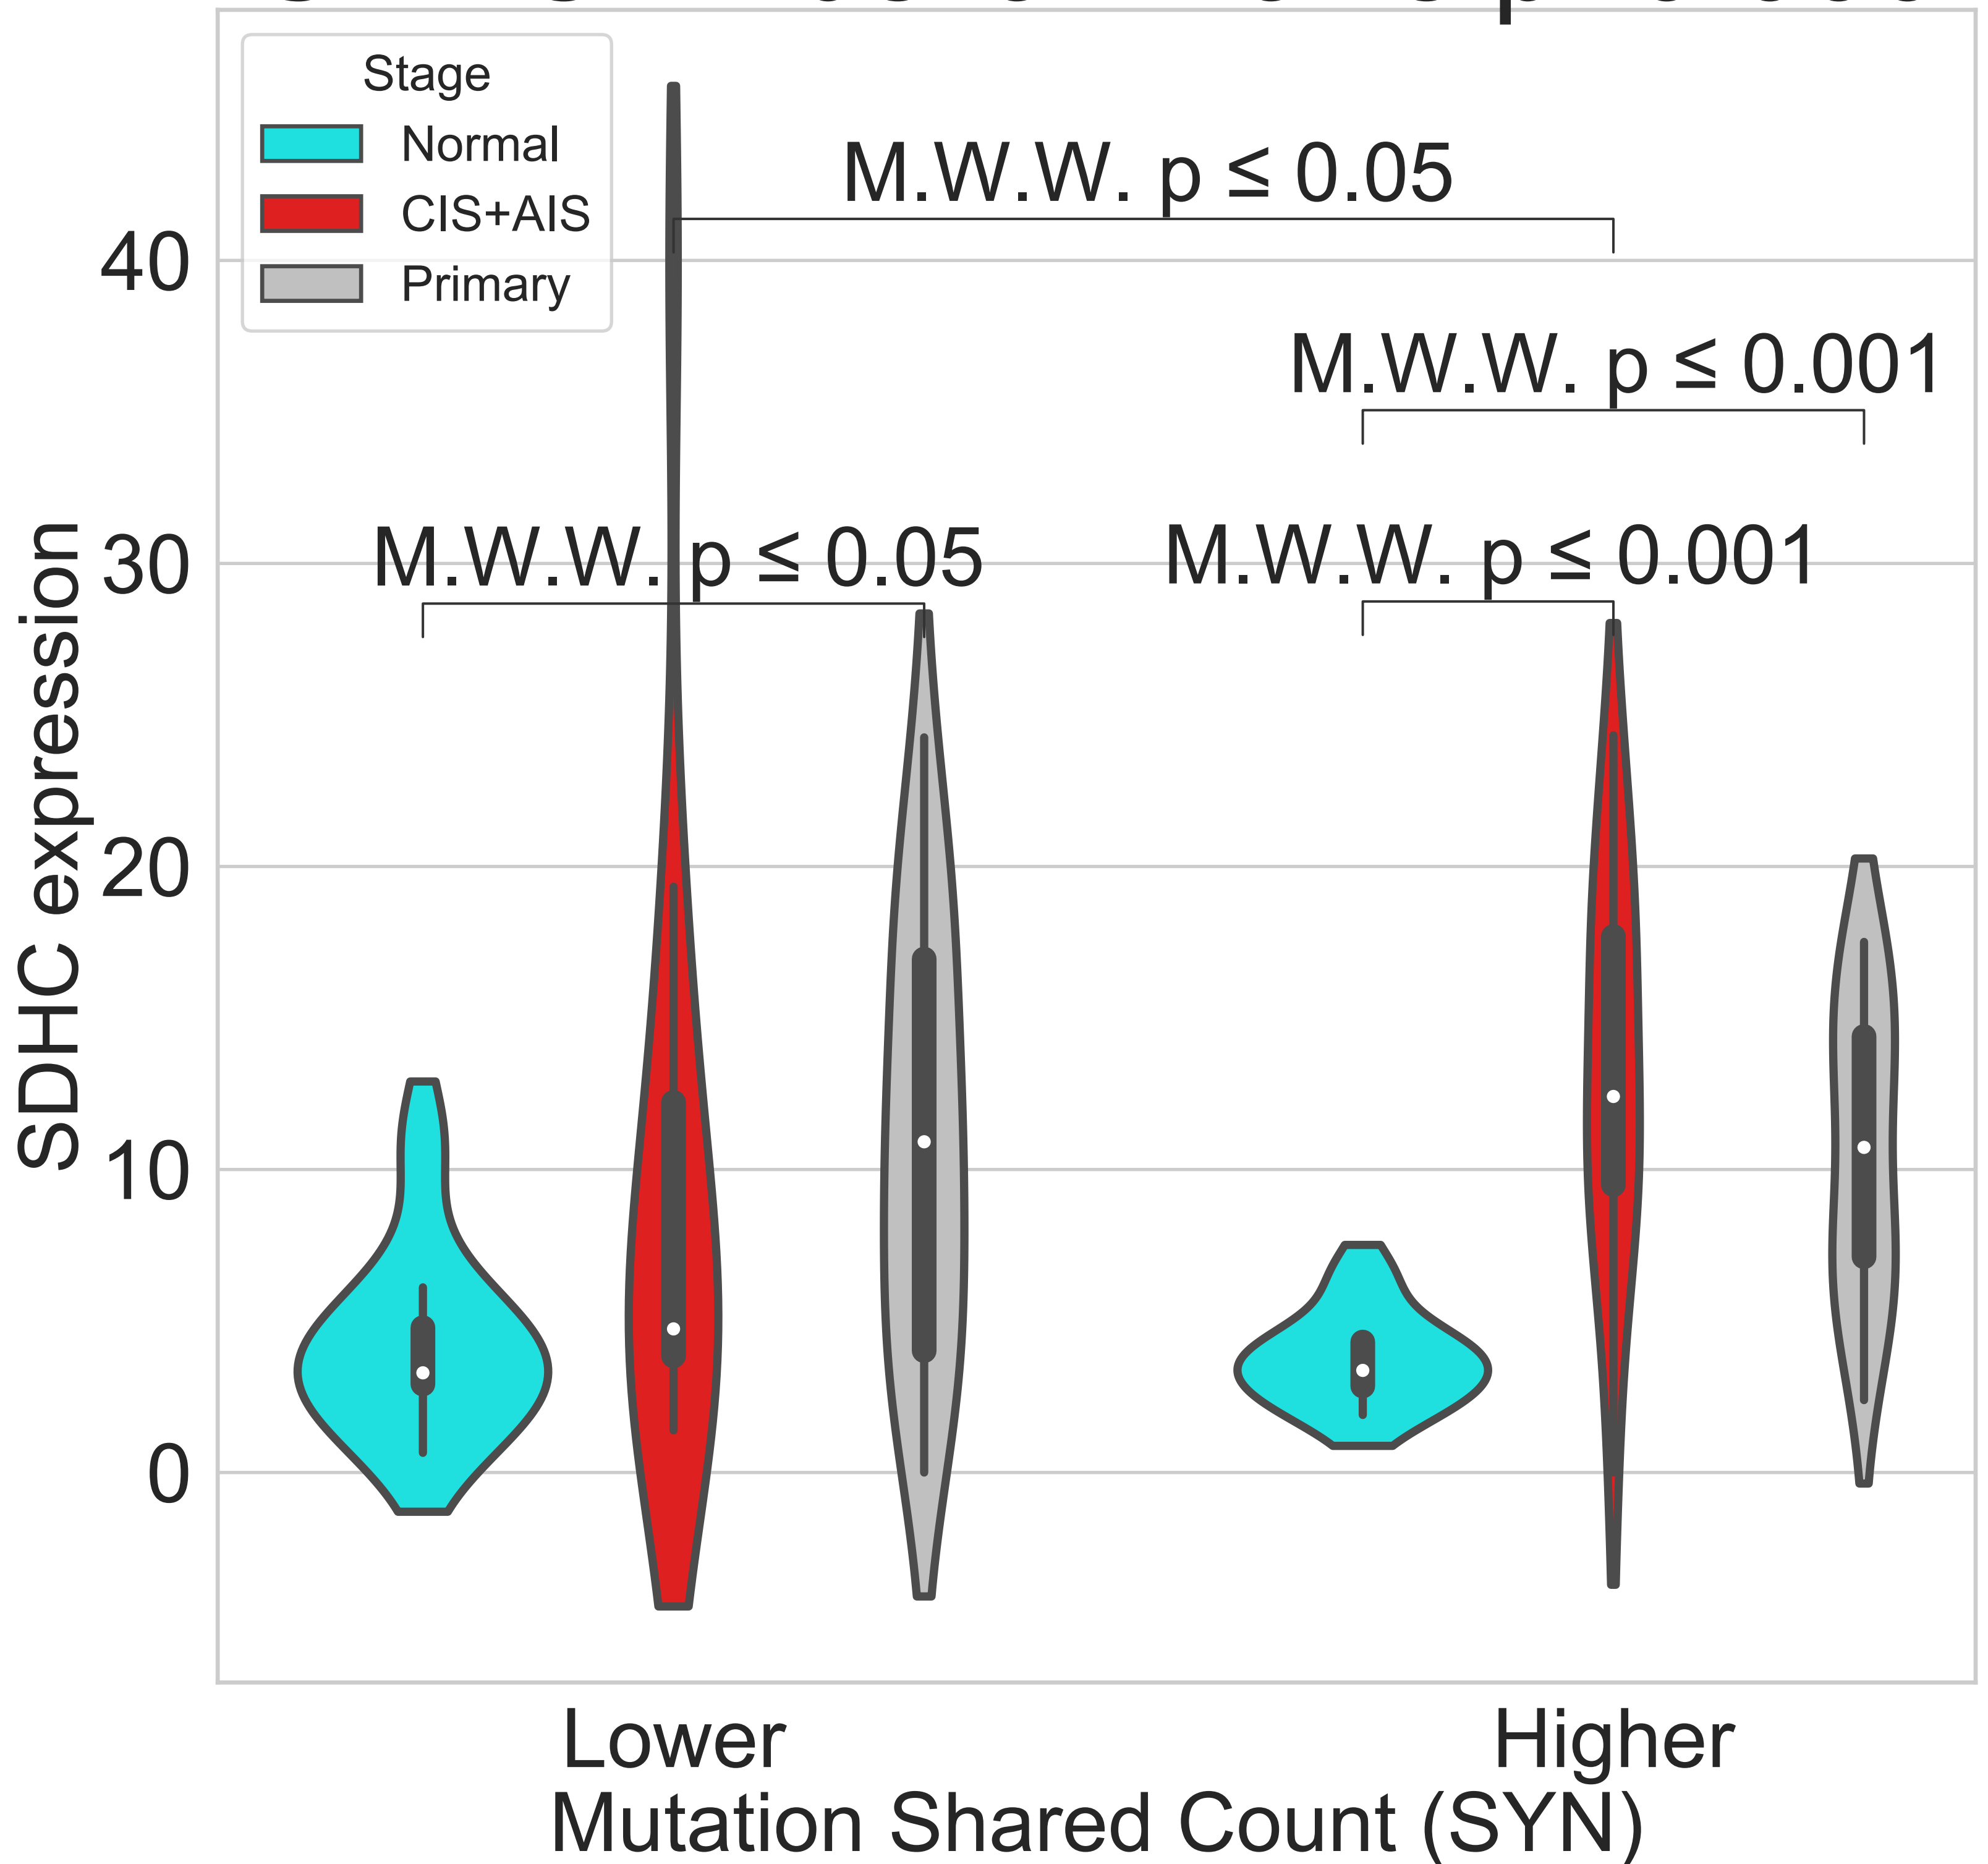 Stage
Normal
CIS+AIS
Primary
M.W.W. p ≤ 0.05
M.W.W. p ≤ 0.001
M.W.W. p ≤ 0.05
M.W.W. p ≤ 0.001
40
30
20
10
0
SDHC expression
Lower
Higher
Mutation Shared Count (SYN)